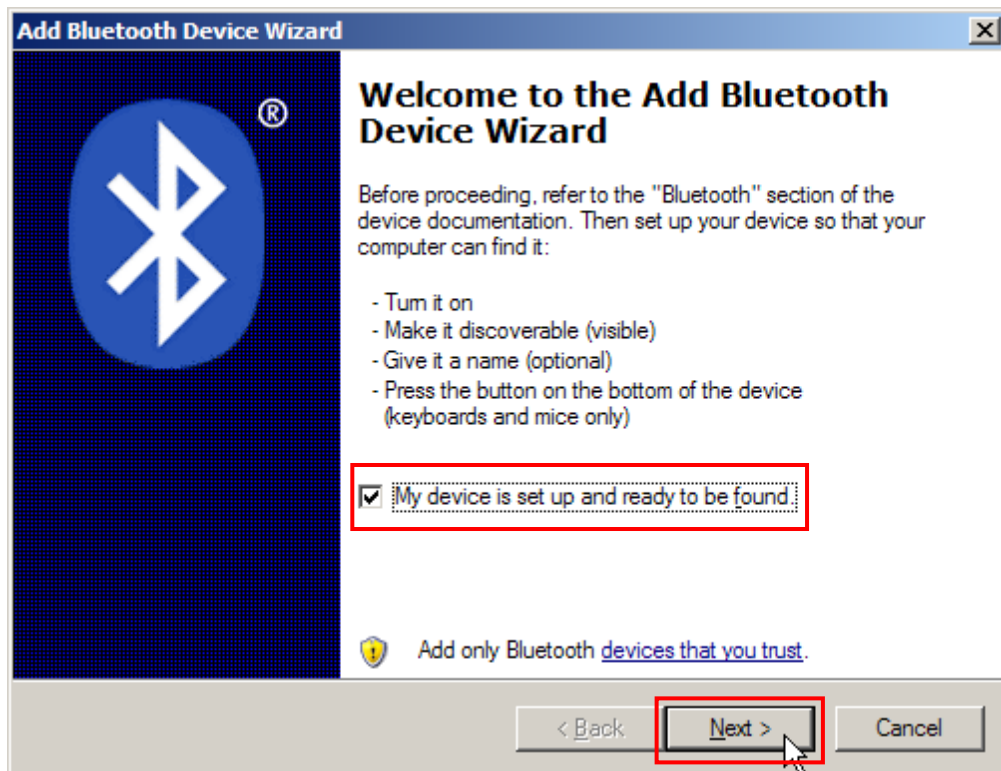 Add Bluetooth Device Wizard
®
Welcome to the Add Bluetooth
Device Wizard
Before proceeding, refer to the "Bluetooth" section of the
device documentation. Then set up your device so that your
computer can find it:
- Turn it on
- Make it discoverable (visible)
- Give it a name (optional)
- Press the button on the bottom of the device
(keyboards and mice only)
My device is set up and ready to be found.
Add only Bluetooth devices that you trust.
< Back
Next >
Cancel